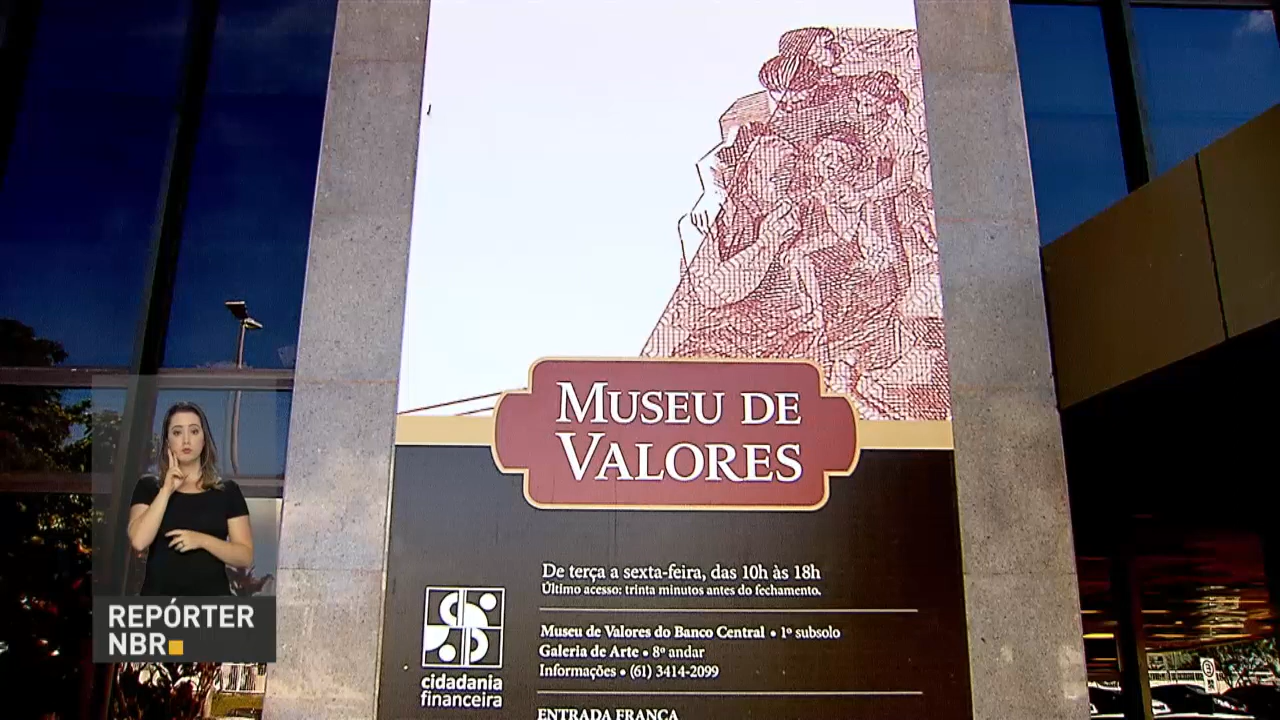 MUSEU DE
VALORES
De terça a sexta-feira, das 10h às 18h
Último acesso: trinta minutos antes do fechamento.
Museu de Valores do Banco Central • 1º subsolo
Galeria de Arte • 8º andar
Informações • (61) 3414-2099
ENTRADA FRANCA
cidadania
financeira
REPÓRTER
NBR